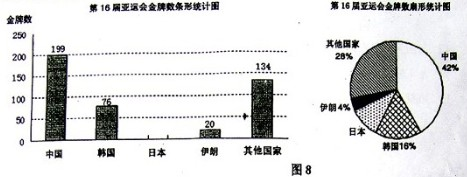 第16届亚运会金牌数条形统计图
金牌数
250
200
150
100
50
0
199
76
20
134
中国
韩国
日本
伊朗
其他国家
图8
第16届亚运会金牌数扇形统计图
其他国家
28%
中国
42%
伊朗4%
日本
韩国16%